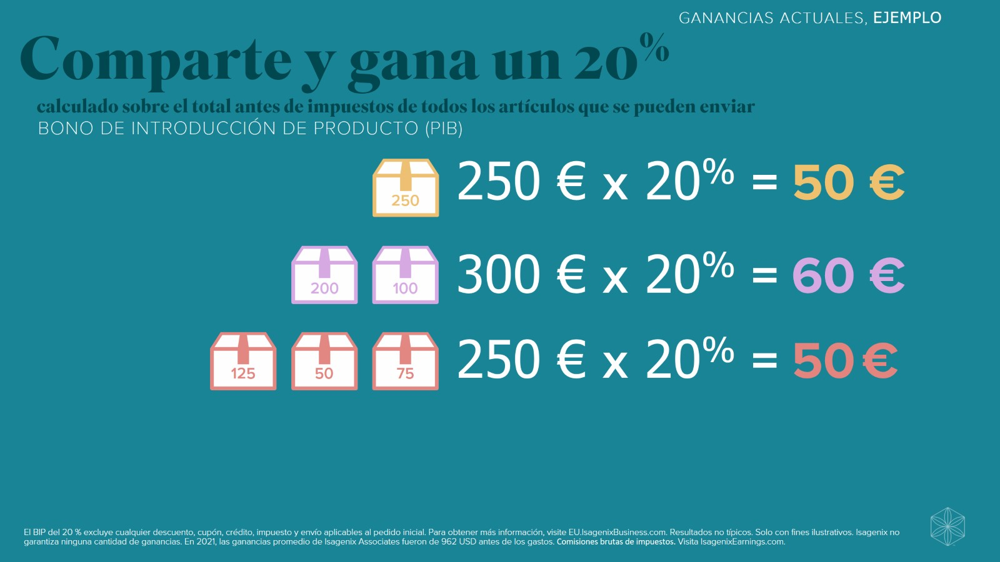 GANANCIAS ACTUALES, EJEMPLO
Comparte y gana un 20%
calculado sobre el total antes de impuestos de todos los artículos que se pueden enviar
BONO DE INTRODUCCIÓN DE PRODUCTO (PIB)
250 250 € x 20% = 50 €
200 100 300 € x 20% = 60 €
125 50 75 250 € x 20% = 50 €
El BIP del 20 % excluye cualquier descuento, cupón, crédito, impuesto y envío aplicables al pedido inicial. Para obtener más información, visite EU.IsagenixBusiness.com. Resultados no típicos. Solo con fines ilustrativos. Isagenix no
garantiza ninguna cantidad de ganancias. En 2021, las ganancias promedio de Isagenix Associates fueron de 962 USD antes de los gastos. Comisiones brutas de impuestos. Visita IsagenixEarnings.com.